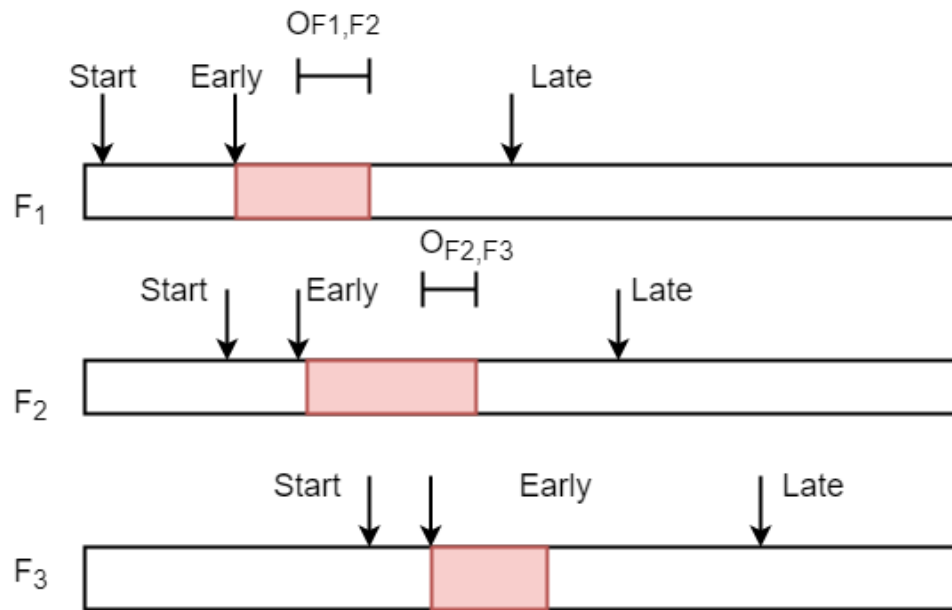 OF1,F2
Start Early Late
F1
OF2,F3
Start Early Late
F2
Start Early Late
F3